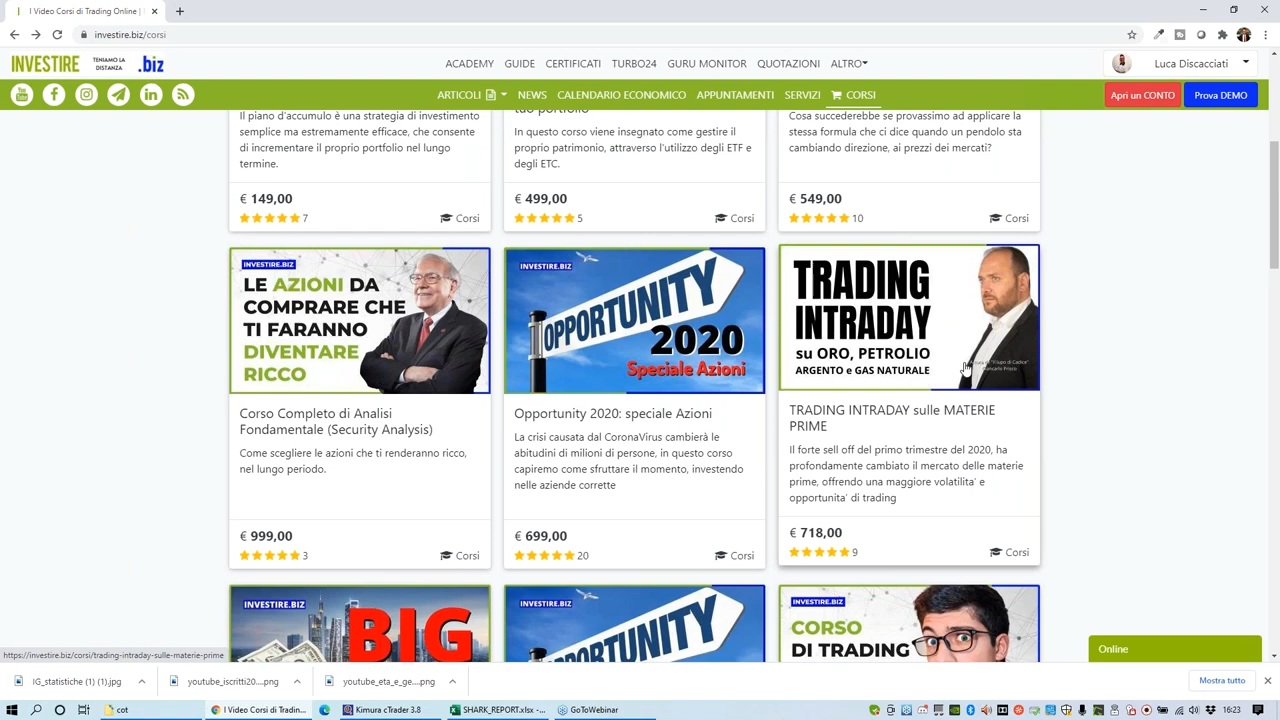 I Video Corsi di Trading Online |
investire.biz/corsi
INVESTIRE TENIAMO LA DISTANZA .biz
ACADEMY GUIDE CERTIFICATI TURBO24 GURU MONITOR QUOTAZIONI ALTRO
Luca Discacciati
ARTICOLI NEWS CALENDARIO ECONOMICO APPUNTAMENTI SERVIZI CORSI
Apri un CONTO Prova DEMO
Il piano d'accumulo è una strategia di investimento
semplice ma estremamente efficace, che consente
di incrementare il proprio portfolio nel lungo
termine.
€ 149,00
7 Corsi
tuo portfolio
In questo corso viene insegnato come gestire il
proprio patrimonio, attraverso l'utilizzo degli ETF e
degli ETC.
€ 499,00
5 Corsi
Cosa succederebbe se provassimo ad applicare la
stessa formula che ci dice quando un pendolo sta
cambiando direzione, ai prezzi dei mercati?
€ 549,00
10 Corsi
INVESTIRE.BIZ
LE AZIONI DA
COMPRARE CHE
TI FARANNO
DIVENTARE
RICCO
Corso Completo di Analisi
Fondamentale (Security Analysis)
Come scegliere le azioni che ti renderanno ricco,
nel lungo periodo.
€ 999,00
3 Corsi
INVESTIRE.BIZ
OPPORTUNITY
2020
Speciale Azioni
Opportunity 2020: speciale Azioni
La crisi causata dal CoronaVirus cambierà le
abitudini di milioni di persone, in questo corso
capiremo come sfruttare il momento, investendo
nelle aziende corrette
€ 699,00
20 Corsi
TRADING
INTRADAY
su ORO, PETROLIO
ARGENTO e GAS NATURALE
Giancarlo Prisco
TRADING INTRADAY sulle MATERIE
PRIME
Il forte sell off del primo trimestre del 2020, ha
profondamente cambiato il mercato delle materie
prime, offrendo una maggiore volatilita' e
opportunita' di trading
€ 718,00
9 Corsi
INVESTIRE.BIZ
BIG
INVESTIRE.BIZ
OPPORTUNITY
INVESTIRE.BIZ
CORSO
DI TRADING
Online
https://investire.biz/corsi/trading-intraday-sulle-materie-prime
IG_statistiche (1) (1).jpg youtube_iscritti20....png youtube_eta_e_ge....png Mostra tutto
cot I Video Corsi di Tradin... Kimura cTrader 3.8 SHARK_REPORT.xlsx -... GoToWebinar 16:23